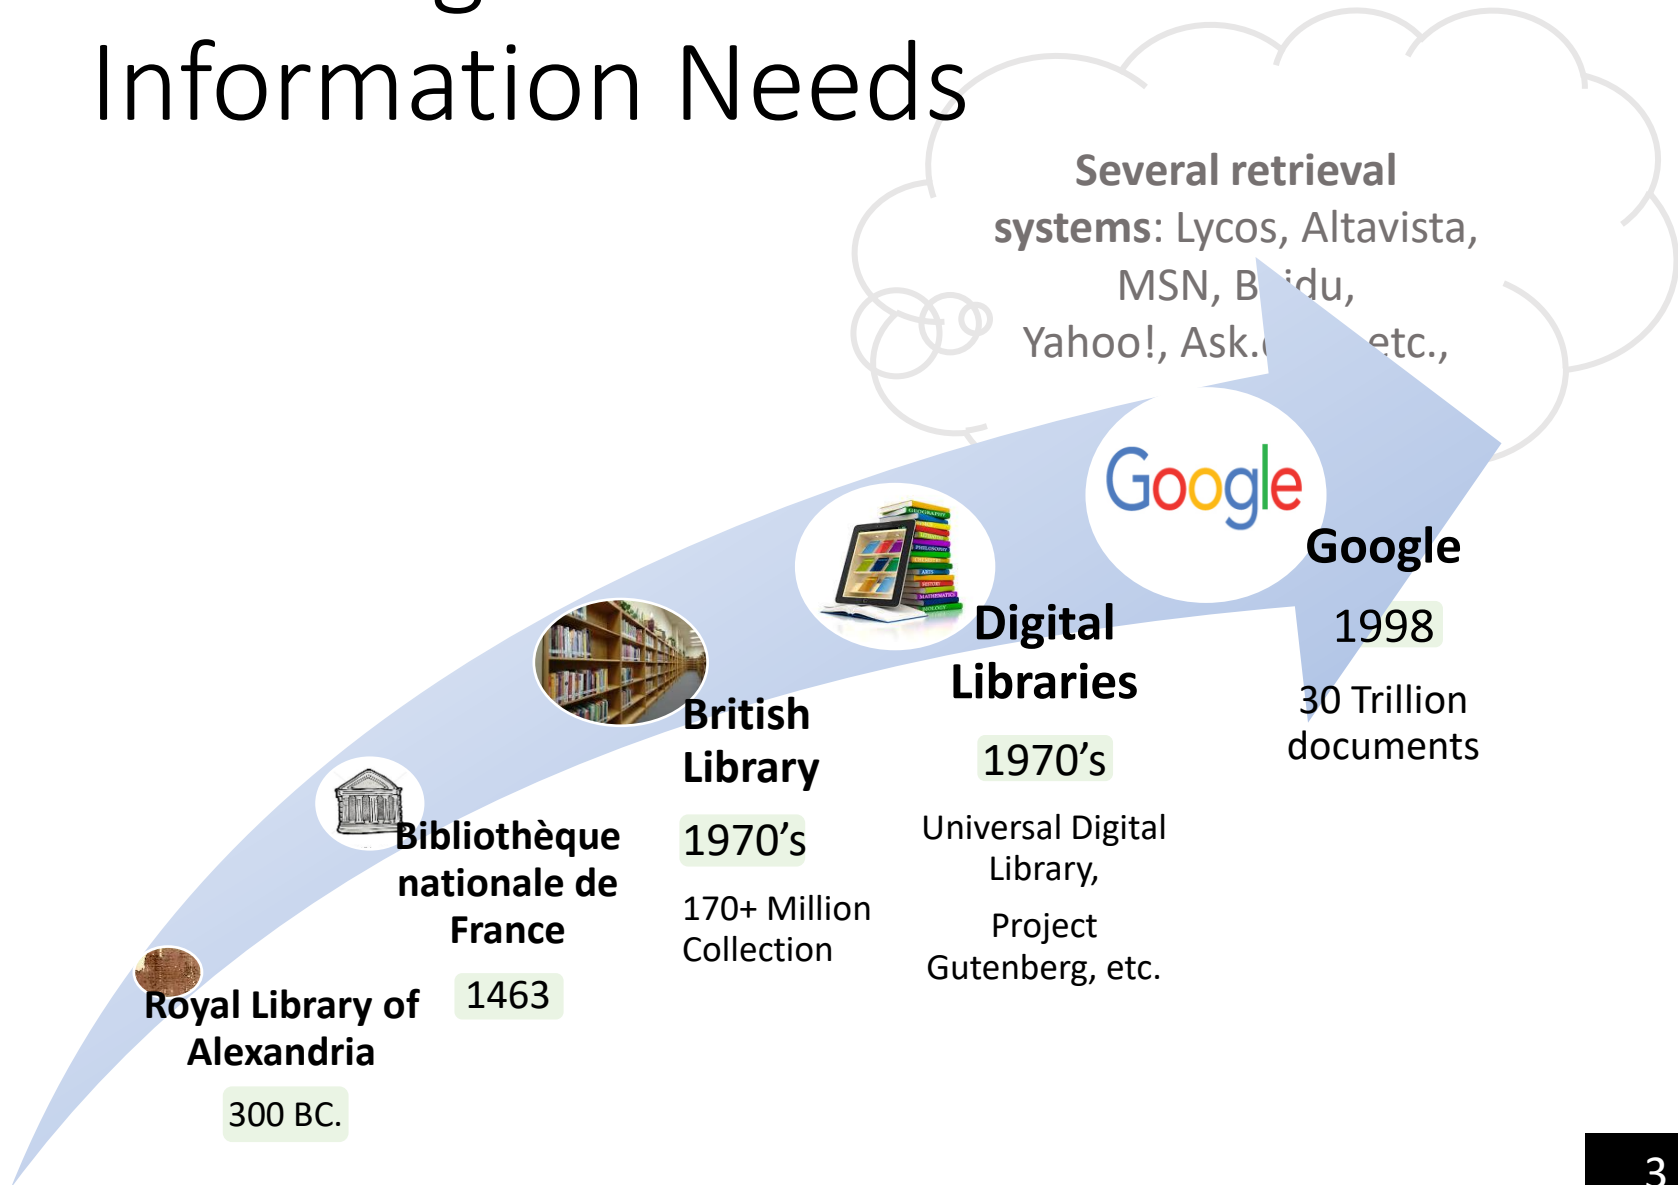 Information Needs
Several retrieval
systems: Lycos, Altavista,
MSN, B idu,
Yahoo!, Ask. etc.,
Google
Google
1998
30 Trillion
documents
Digital
Libraries
1970’s
Universal Digital
Library,
Project
Gutenberg, etc.
British
Library
1970’s
170+ Million
Collection
Bibliothèque
nationale de
France
1463
Royal Library of
Alexandria
300 BC.
3